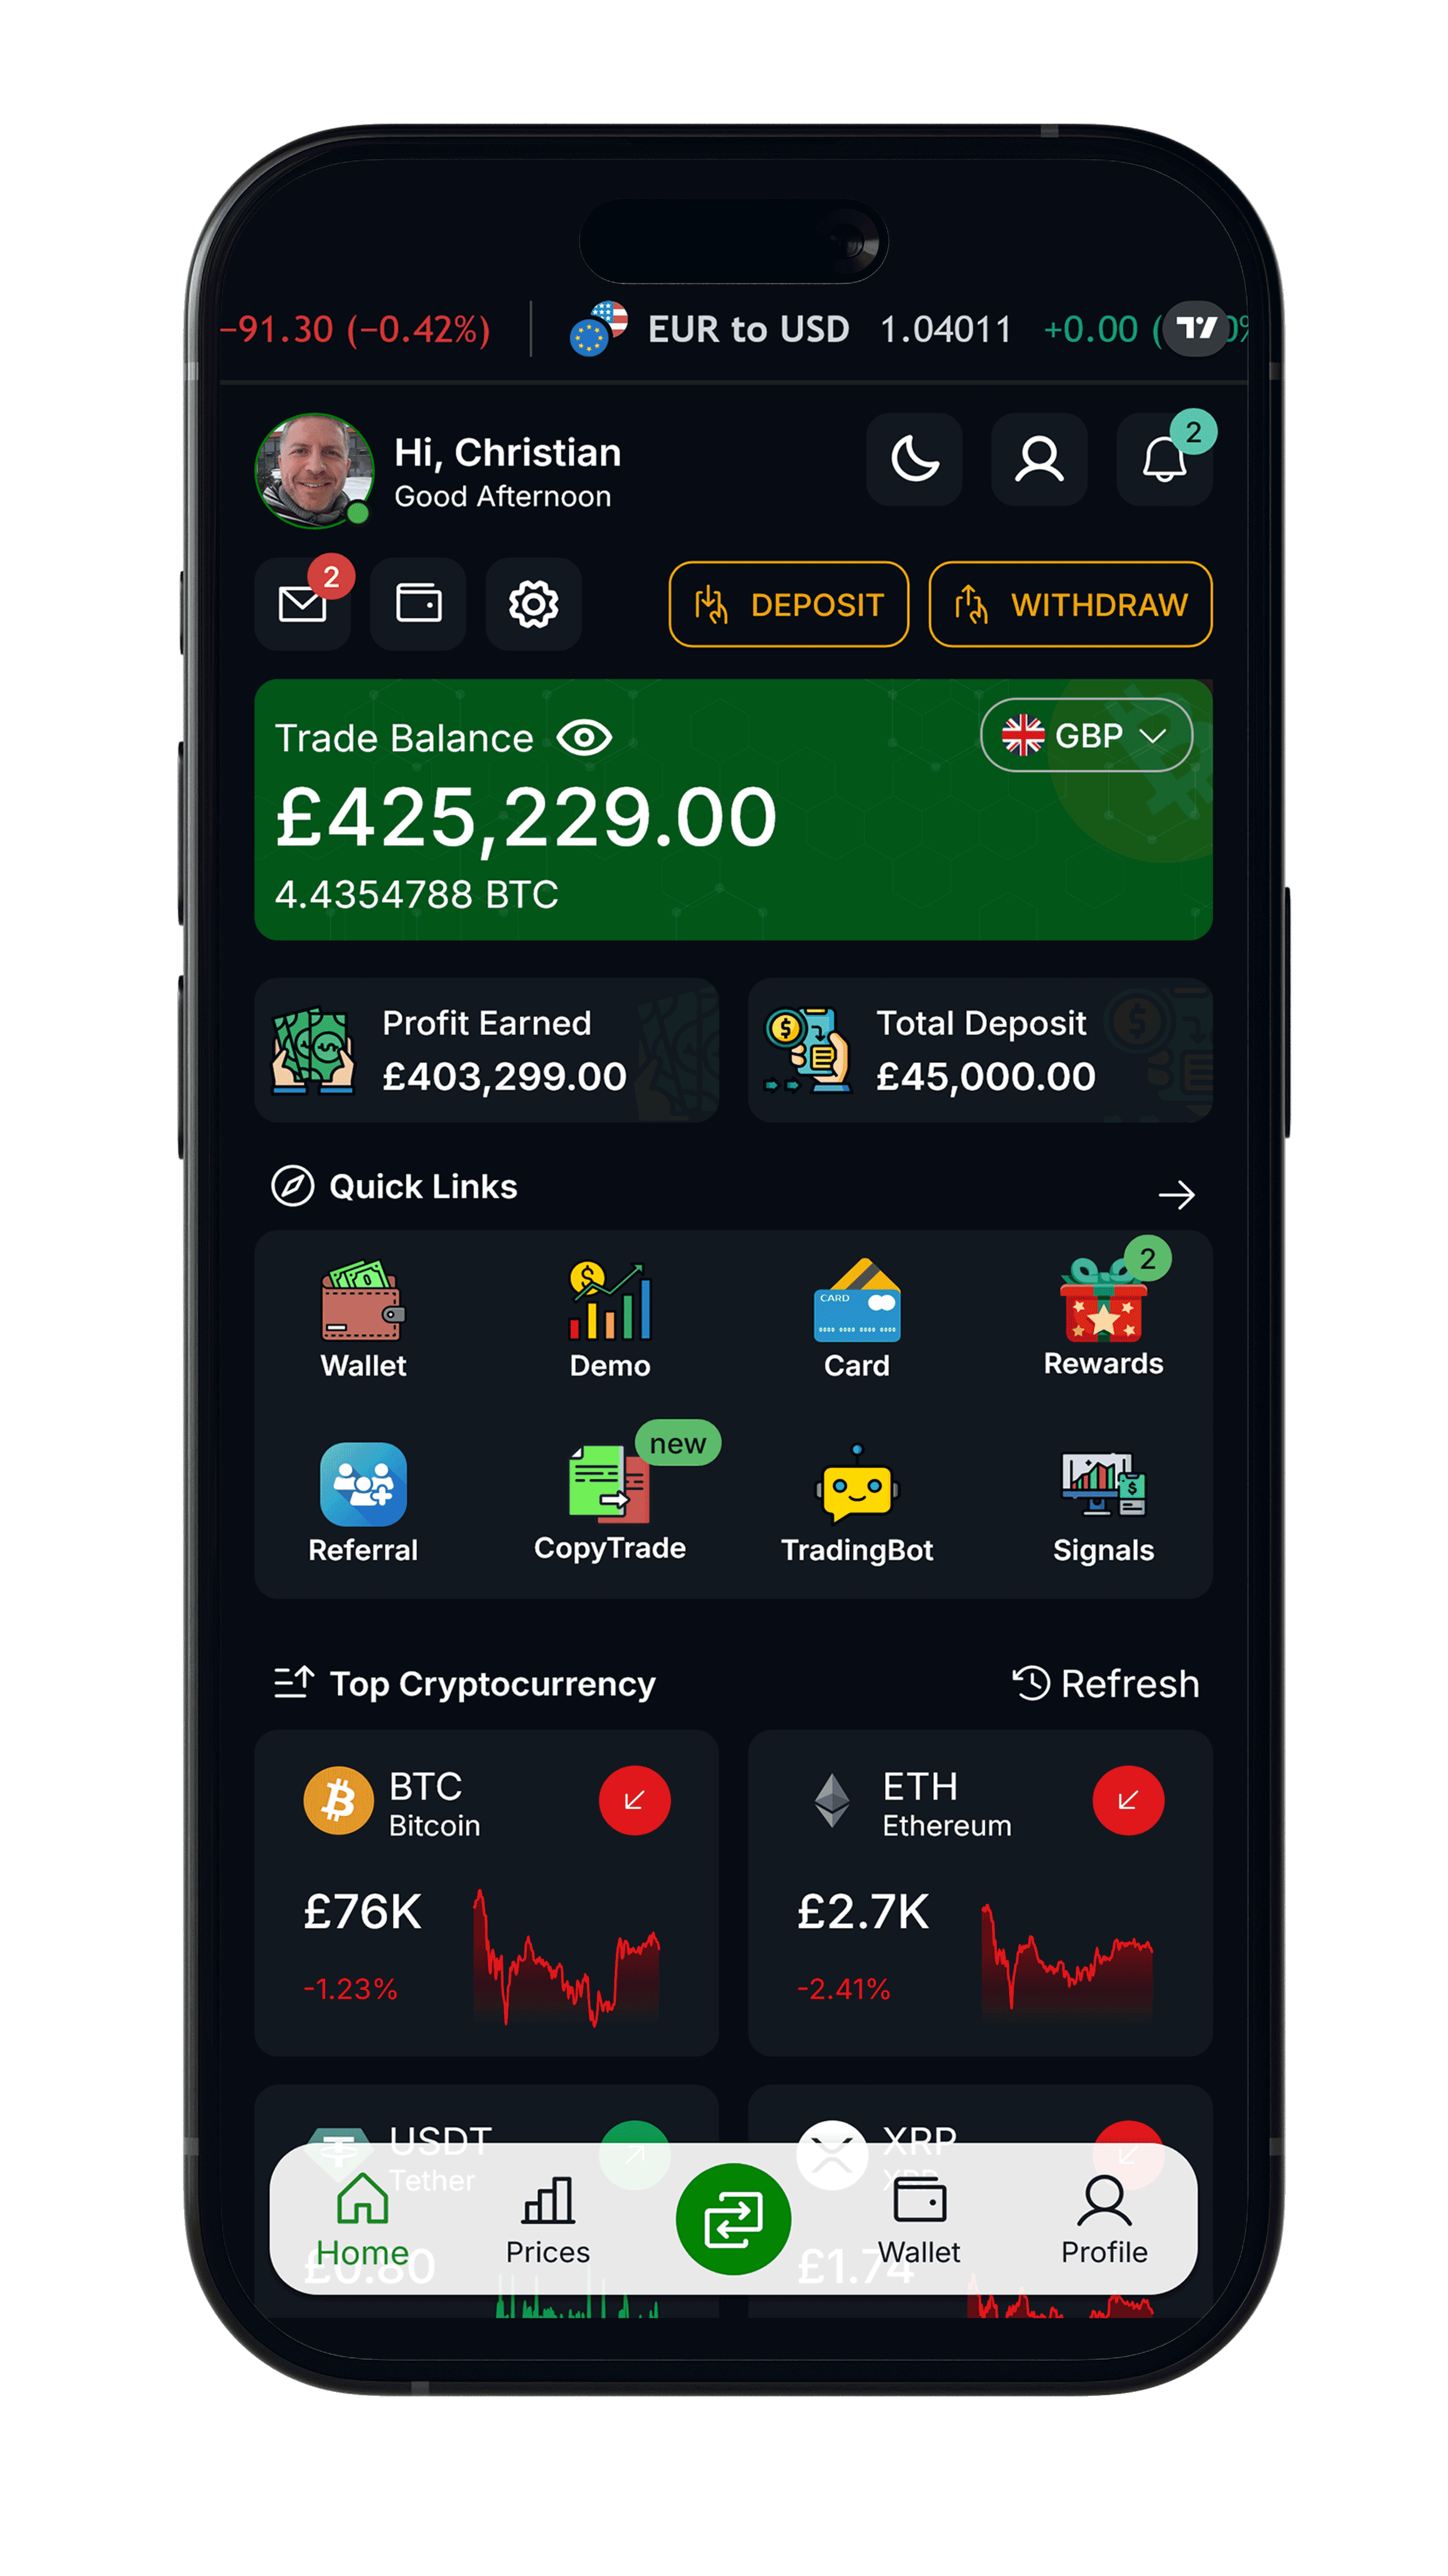 −91.30 (−0.42%) EUR to USD 1.04011 +0.00 (
Hi, Christian
Good Afternoon
2
2
DEPOSIT WITHDRAW
Trade Balance GBP
£425,229.00
4.4354788 BTC
Profit Earned Total Deposit
£403,299.00 £45,000.00
Quick Links
CARD
2
Wallet Demo Card Rewards
new
Referral CopyTrade TradingBot Signals
Top Cryptocurrency Refresh
BTC ETH
Bitcoin Ethereum
£76K £2.7K
-1.23% -2.41%
USDT XRP
Tether XRP
Home Prices Wallet Profile
£0.80 £1.74